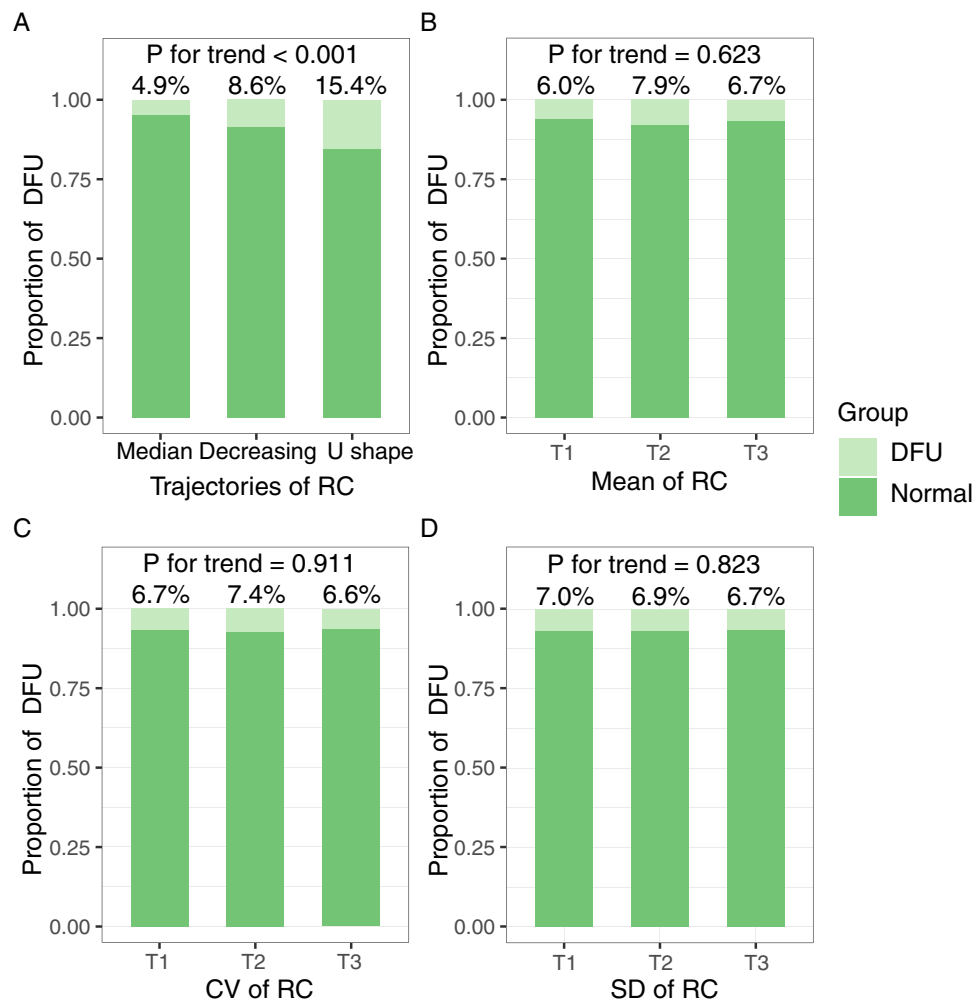 A
P for trend < 0.001
4.9% 8.6% 15.4%
1.00
0.75
0.50
0.25
0.00
Proportion of DFU
Median Decreasing U shape
Trajectories of RC
B
P for trend = 0.623
6.0% 7.9% 6.7%
1.00
0.75
0.50
0.25
0.00
Proportion of DFU
T1 T2 T3
Mean of RC
Group
DFU
Normal
C
P for trend = 0.911
6.7% 7.4% 6.6%
1.00
0.75
0.50
0.25
0.00
Proportion of DFU
T1 T2 T3
CV of RC
D
P for trend = 0.823
7.0% 6.9% 6.7%
1.00
0.75
0.50
0.25
0.00
Proportion of DFU
T1 T2 T3
SD of RC